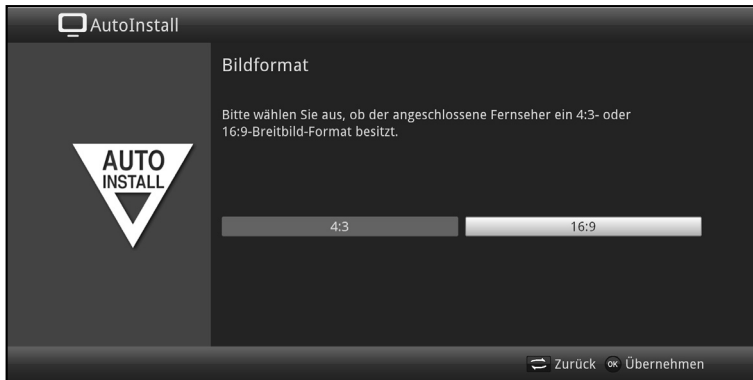 AutoInstall
Bildformat
Bitte wählen Sie aus, ob der angeschlossene Fernseher ein 4:3- oder
16:9-Breitbild-Format besitzt.
AUTO
INSTALL
4:3
16:9
Zurück OK Übernehmen